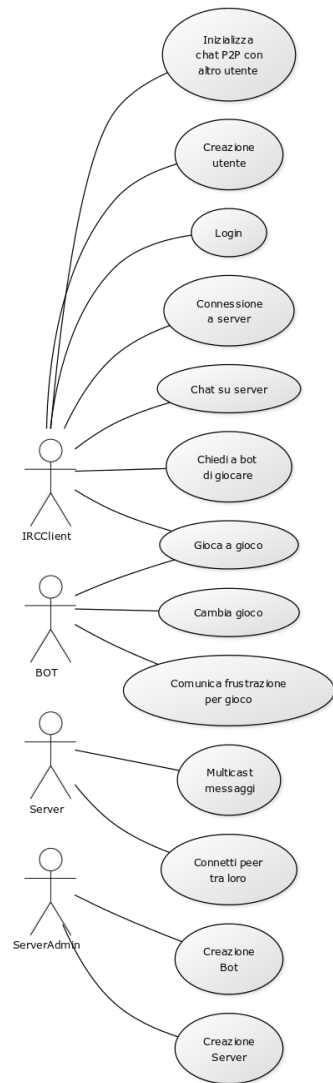 Inizializza
chat P2P con
altro utente
Creazione
utente
Login
Connessione
a server
Chat su server
Chiedi a bot
di giocare
IRCClient
Gioca a gioco
Cambia gioco
BOT
Comunica frustrazione
per gioco
Multicast
messaggi
Server
Connetti peer
tra loro
ServerAdmin
Creazione
Bot
Creazione
Server